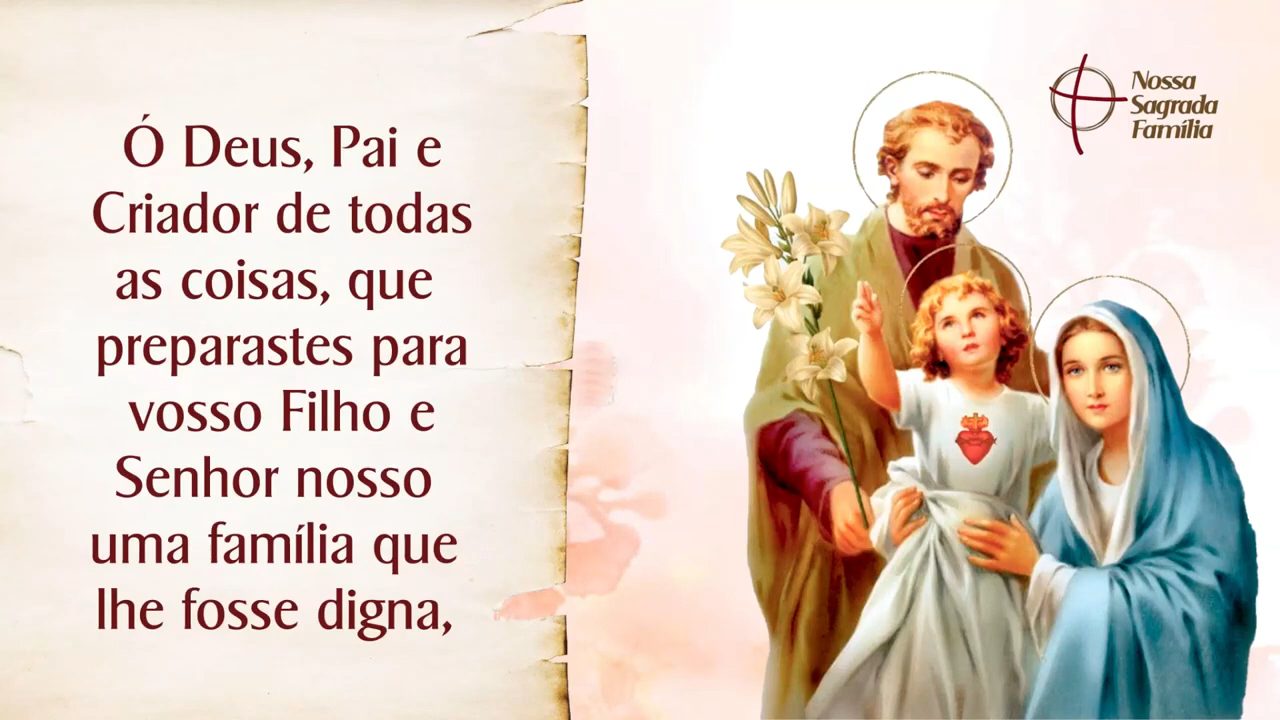 Ó Deus, Pai e
Criador de todas
as coisas, que
preparastes para
vosso Filho e
Senhor nosso
uma família que
lhe fosse digna,
Nossa
Sagrada
Família